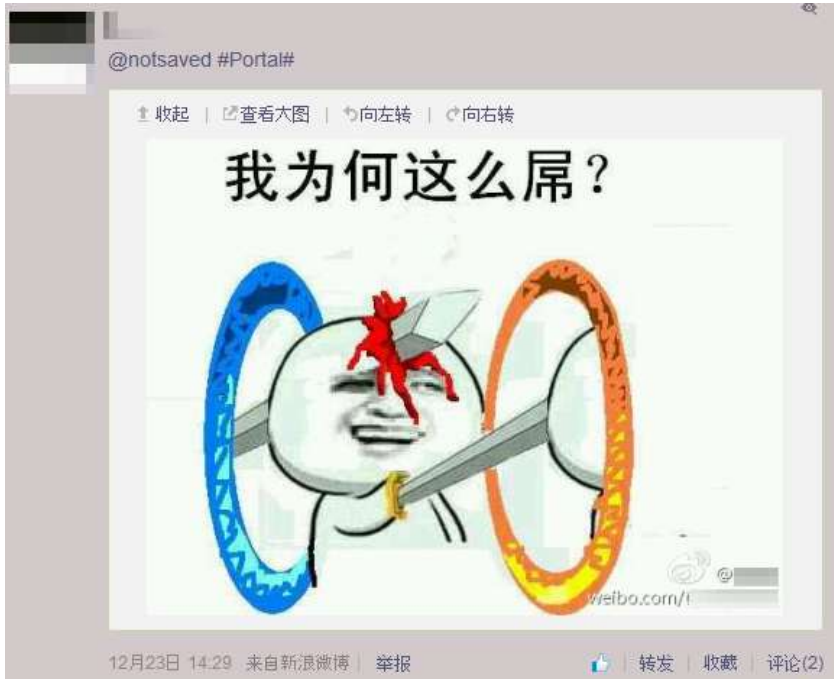 @notsaved #Portal#
收起 | 查看大图 | 向左转 | 向右转
我为何这么屌？
@
weibo.com/
12月23日 14:29 来自新浪微博 | 举报
转发 | 收藏 | 评论(2)